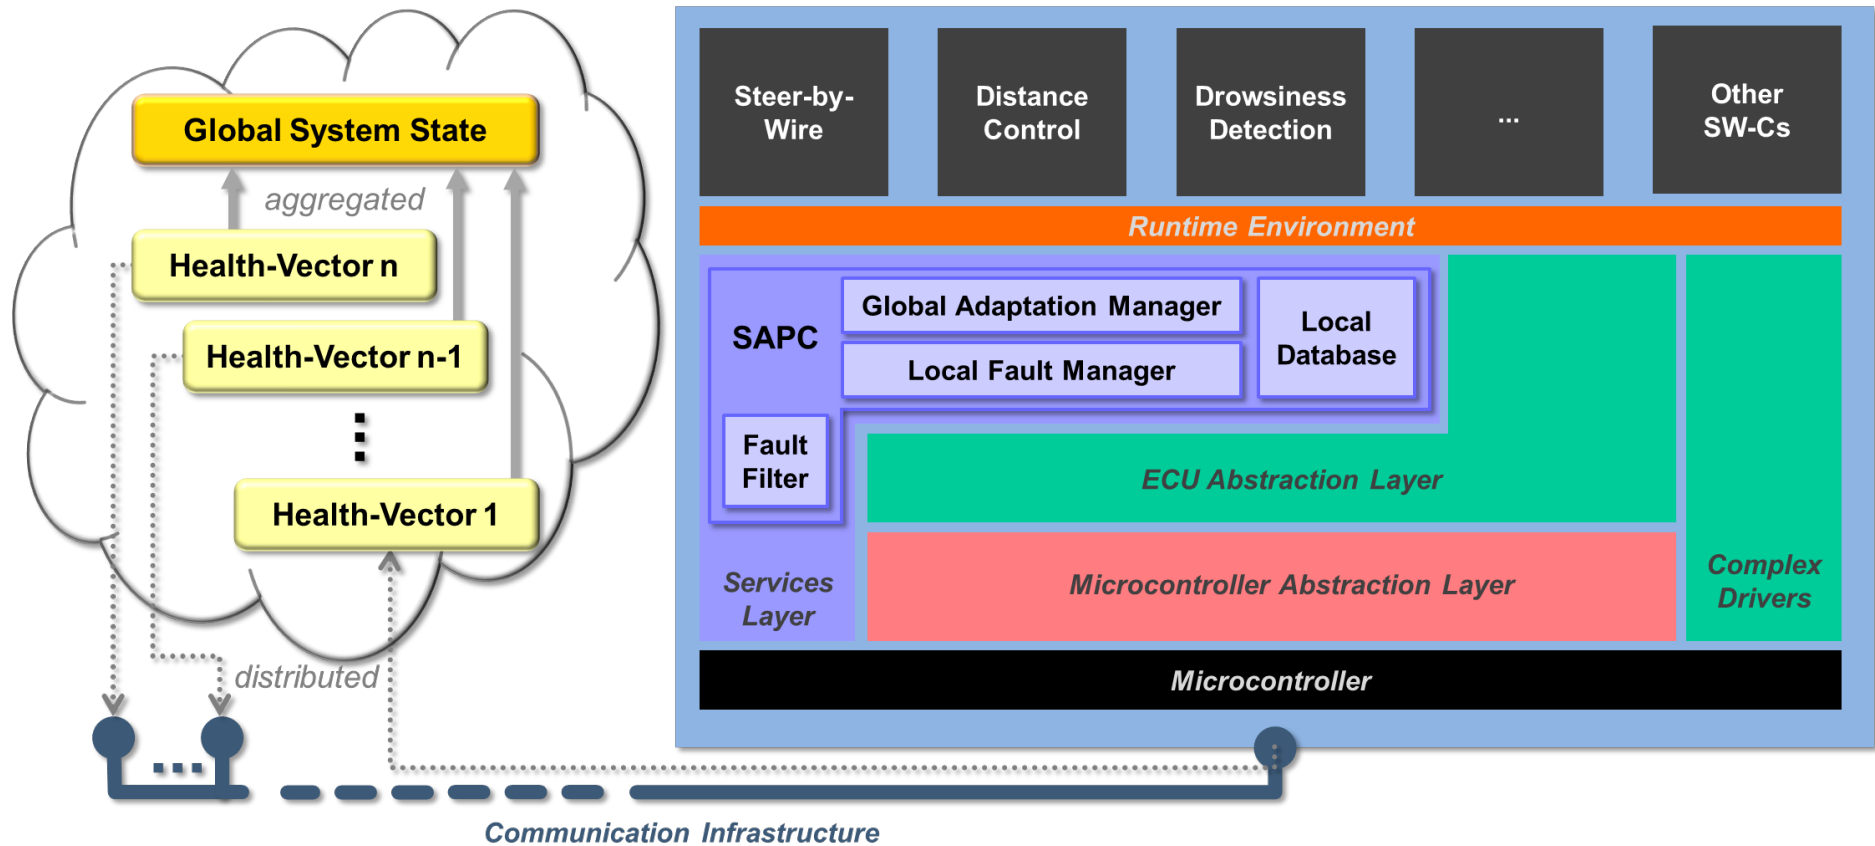 Global System State
aggregated
Health-Vector n
Health-Vector n-1
Health-Vector 1
distributed
Steer-by-
Wire
Distance
Control
Drowsiness
Detection
...
Other
SW-Cs
Runtime Environment
SAPC
Global Adaptation Manager
Local Fault Manager
Local
Database
Fault
Filter
ECU Abstraction Layer
Services
Layer
Microcontroller Abstraction Layer
Complex
Drivers
Microcontroller
Communication Infrastructure